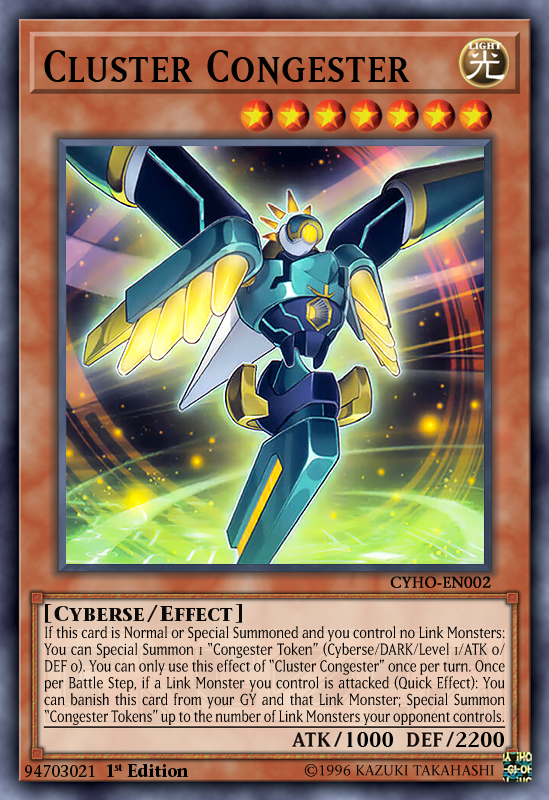 CLUSTER CONGESTER
LIGHT
光
CYHO-EN002
[CYBERSE/EFFECT]
If this card is Normal or Special Summoned and you control no Link Monsters:
You can Special Summon 1 "Congester Token" (Cyberse/DARK/Level 1/ATK 0/
DEF 0). You can only use this effect of "Cluster Congester" once per turn. Once
per Battle Step, if a Link Monster you control is attacked (Quick Effect): You
can banish this card from your GY and that Link Monster; Special Summon
"Congester Tokens" up to the number of Link Monsters your opponent controls.
ATK/1000 DEF/2200
94703021 1st Edition ©1996 KAZUKI TAKAHASHI